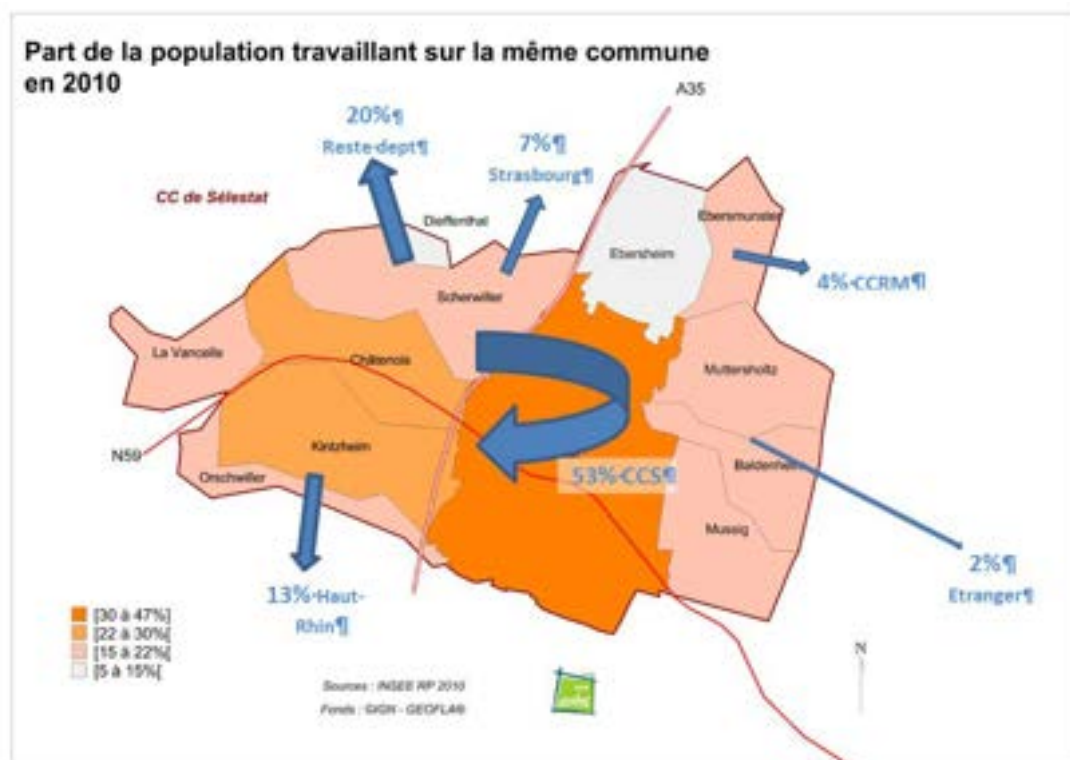 Part de la population travaillant sur la même commune
en 2010
A35
20%¶
Reste·dept¶
7%¶
Strasbourg¶
CC de Sélestat
Dieffenthal
Ebersmunster
Ebersheim
4%·CCRM¶
Scherwiller
La Vancelle
Châtenois
Muttersholtz
N59
Kintzheim
Orschwiller
53%·CCS¶
Baldenheim
Mussig
2%¶
Etranger¶
13%·Haut-
Rhin¶
[30 à 47%]
[22 à 30%[
[15 à 22%[
[5 à 15%[
N
Sources : INSEE RP 2010
Fonds : ©IGN - GEOFLA®